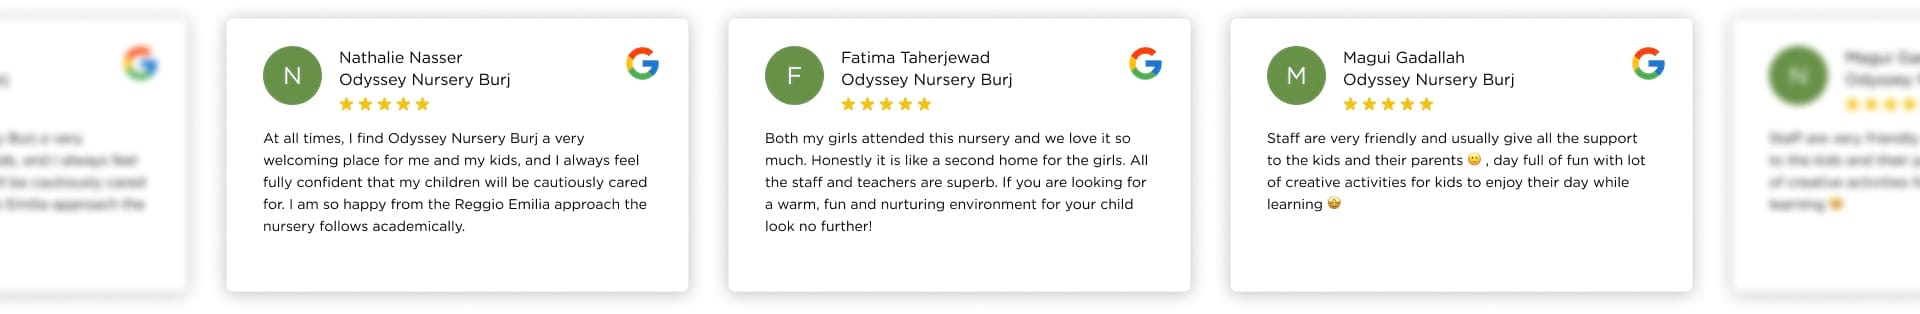 N
Nathalie Nasser
Odyssey Nursery Burj
At all times, I find Odyssey Nursery Burj a very
welcoming place for me and my kids, and I always feel
fully confident that my children will be cautiously cared
for. I am so happy from the Reggio Emilia approach the
nursery follows academically.
F
Fatima Taherjewad
Odyssey Nursery Burj
Both my girls attended this nursery and we love it so
much. Honestly it is like a second home for the girls. All
the staff and teachers are superb. If you are looking for
a warm, fun and nurturing environment for your child
look no further!
M
Magui Gadallah
Odyssey Nursery Burj
Staff are very friendly and usually give all the support
to the kids and their parents 🙂 , day full of fun with lot
of creative activities for kids to enjoy their day while
learning 🤩